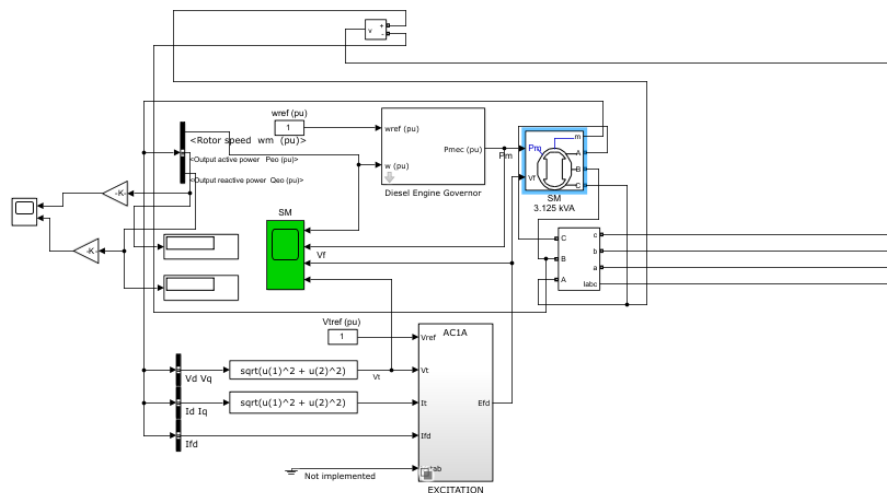 v
+
-
wref (pu)
1
wref (pu)
w (pu)
Pmec (pu)
Diesel Engine Governor
Pm
Pm
Vf
m
A
B
C
SM
3.125 kVA
<Rotor speed wm (pu)>
<Output active power Peo (pu)>
<Output reactive power Qeo (pu)>
-K-
-K-
SM
Vf
C
B
A
c
b
a
Iabc
Vtref (pu)
1
AC1A
Vref
Vt
It
Ifd
Efd
EXCITATION
Vd Vq
sqrt(u(1)^2 + u(2)^2)
Vt
Id Iq
sqrt(u(1)^2 + u(2)^2)
Ifd
Not implemented